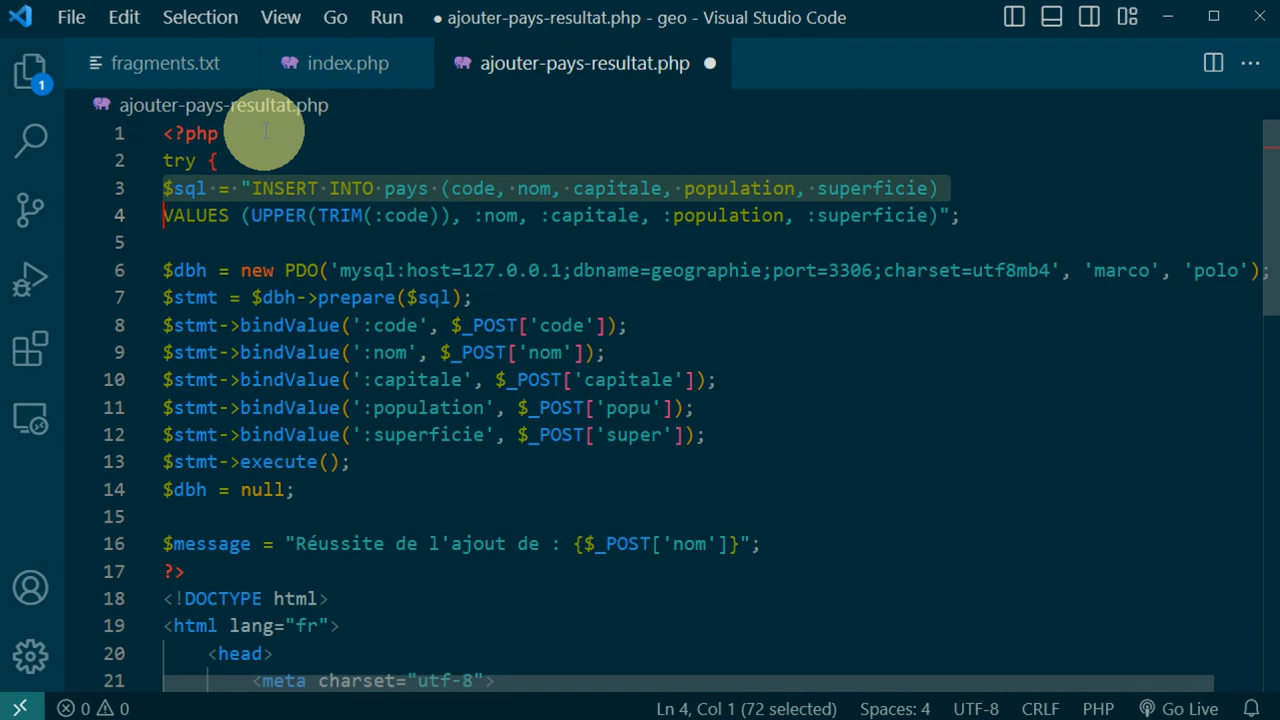 File Edit Selection View Go Run ● ajouter-pays-resultat.php - geo - Visual Studio Code
fragments.txt index.php ajouter-pays-resultat.php
1
ajouter-pays-resultat.php
1 <?php
2 try {
3 $sql = "INSERT INTO pays (code, nom, capitale, population, superficie)
4 VALUES (UPPER(TRIM(:code)), :nom, :capitale, :population, :superficie)";
5
6 $dbh = new PDO('mysql:host=127.0.0.1;dbname=geographie;port=3306;charset=utf8mb4', 'marco', 'polo');
7 $stmt = $dbh->prepare($sql);
8 $stmt->bindValue(':code', $_POST['code']);
9 $stmt->bindValue(':nom', $_POST['nom']);
10 $stmt->bindValue(':capitale', $_POST['capitale']);
11 $stmt->bindValue(':population', $_POST['popu']);
12 $stmt->bindValue(':superficie', $_POST['super']);
13 $stmt->execute();
14 $dbh = null;
15
16 $message = "Réussite de l'ajout de : {$_POST['nom']}";
17 ?>
18 <!DOCTYPE html>
19 <html lang="fr">
20 <head>
21 <meta charset="utf-8">
0 0 Ln 4, Col 1 (72 selected) Spaces: 4 UTF-8 CRLF PHP Go Live